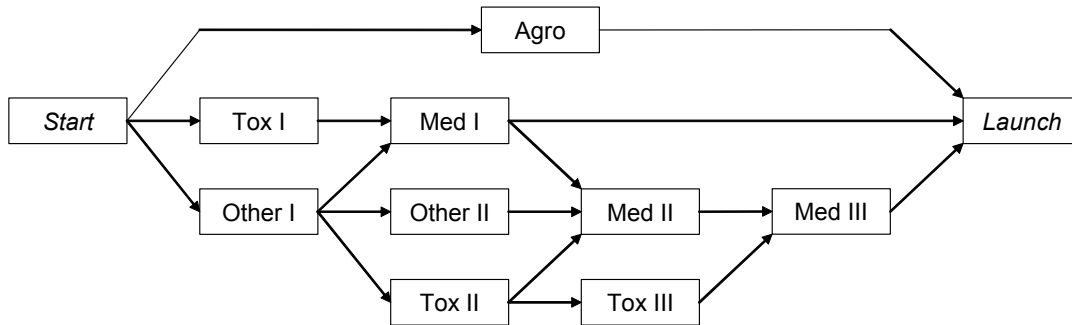 Agro
Start
Tox I
Med I
Launch
Other I
Other II
Med II
Med III
Tox II
Tox III